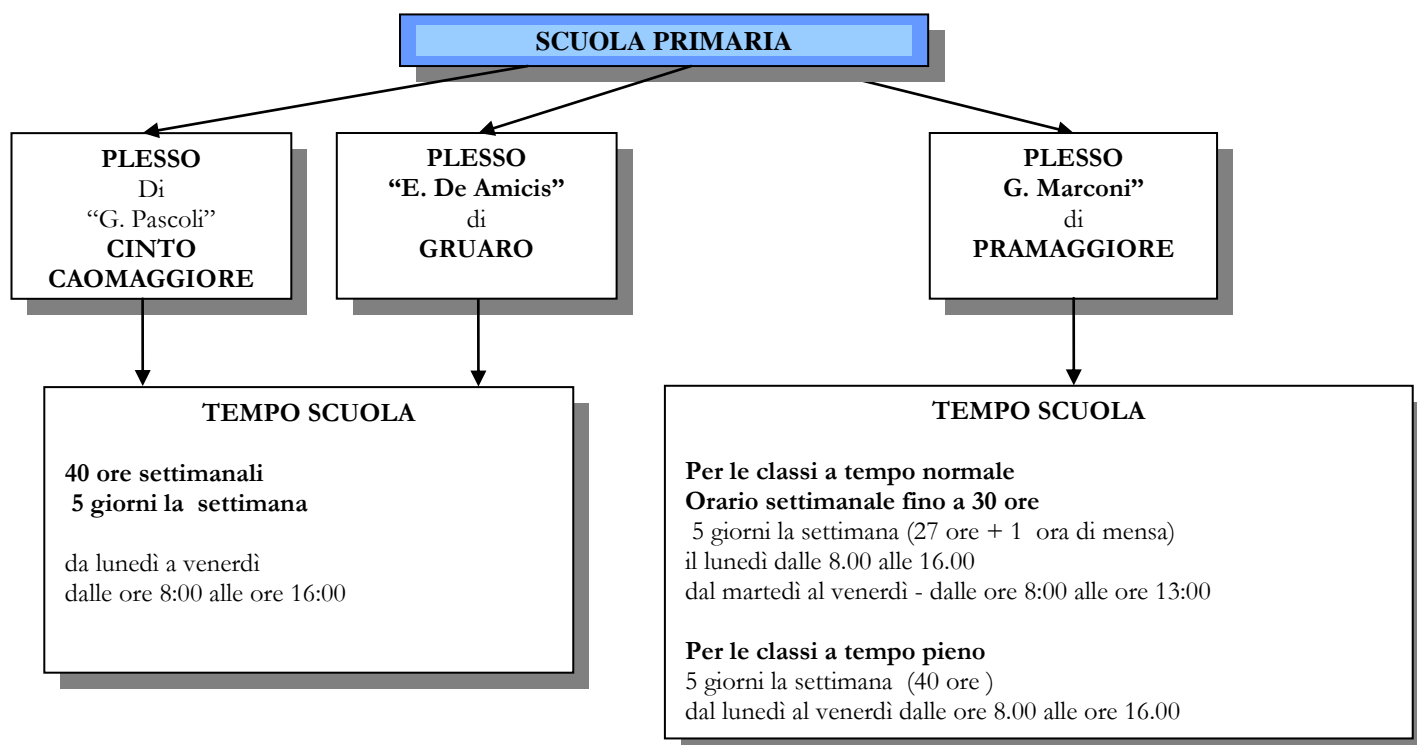 SCUOLA PRIMARIA
PLESSO
Di
“G. Pascoli”
CINTO
CAOMAGGIORE
PLESSO
“E. De Amicis”
di
GRUARO
PLESSO
G. Marconi”
di
PRAMAGGIORE
TEMPO SCUOLA
40 ore settimanali
5 giorni la settimana
da lunedì a venerdì
dalle ore 8:00 alle ore 16:00
TEMPO SCUOLA
Per le classi a tempo normale
Orario settimanale fino a 30 ore
5 giorni la settimana (27 ore + 1 ora di mensa)
il lunedì dalle 8.00 alle 16.00
dal martedì al venerdì - dalle ore 8:00 alle ore 13:00
Per le classi a tempo pieno
5 giorni la settimana (40 ore )
dal lunedì al venerdì dalle ore 8.00 alle ore 16.00